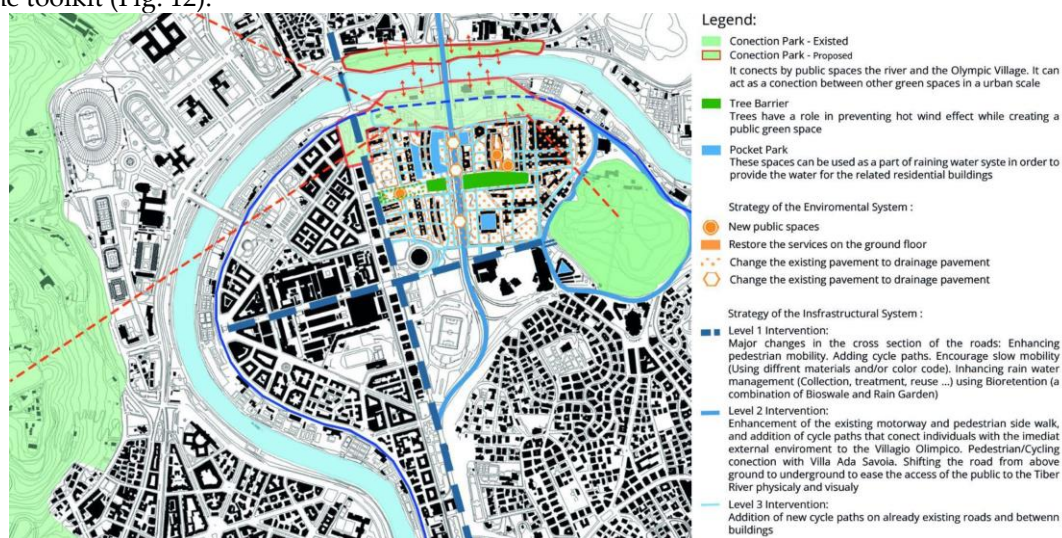 he toolkit (Fig. 12).
Legend:
Conection Park - Existed
Conection Park - Proposed
It conects by public spaces the river and the Olympic Village. It can
act as a conection between other green spaces in a urban scale
Tree Barrier
Trees have a role in preventing hot wind effect while creating a
public green space
Pocket Park
These spaces can be used as a part of raining water syste in order to
provide the water for the related residential buildings
Strategy of the Enviromental System :
New public spaces
Restore the services on the ground floor
Change the existing pavement to drainage pavement
Change the existing pavement to drainage pavement
Strategy of the Insfrastructural System :
Level 1 Intervention:
Major changes in the cross section of the roads: Enhancing
pedestrian mobility. Adding cycle paths. Encourage slow mobility
(Using diffrent materials and/or color code). Inhancing rain water
management (Collection, treatment, reuse ...) using Bioretention (a
combination of Bioswale and Rain Garden)
Level 2 Intervention:
Enhancement of the existing motorway and pedestrian side walk,
and addition of cycle paths that conect individuals with the imediat
external enviroment to the Villagio Olimpico. Pedestrian/Cycling
conection with Villa Ada Savoia. Shifting the road from above
ground to underground to ease the access of the public to the Tiber
River physicaly and visualy
Level 3 Intervention:
Addition of new cycle paths on already existing roads and betwenn
buildings